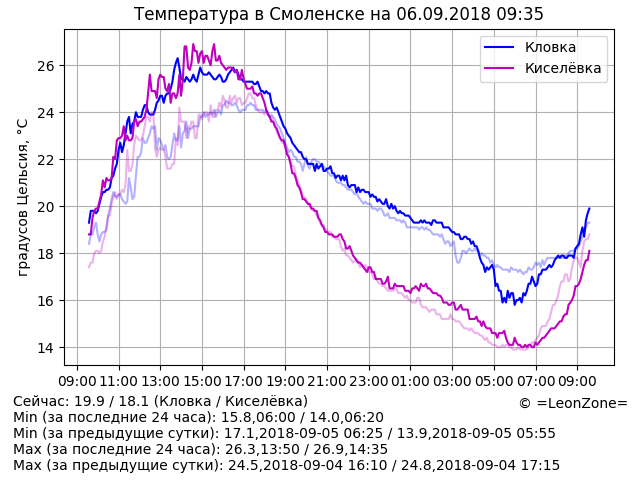 Температура в Смоленске на 06.09.2018 09:35
градусов Цельсия, °C
26
24
22
20
18
16
14
Кловка
Киселёвка
09:00 11:00 13:00 15:00 17:00 19:00 21:00 23:00 01:00 03:00 05:00 07:00 09:00
Сейчас: 19.9 / 18.1 (Кловка / Киселёвка)
© =LeonZone=
Min (за последние 24 часа): 15.8,06:00 / 14.0,06:20
Min (за предыдущие сутки): 17.1,2018-09-05 06:25 / 13.9,2018-09-05 05:55
Max (за последние 24 часа): 26.3,13:50 / 26.9,14:35
Max (за предыдущие сутки): 24.5,2018-09-04 16:10 / 24.8,2018-09-04 17:15